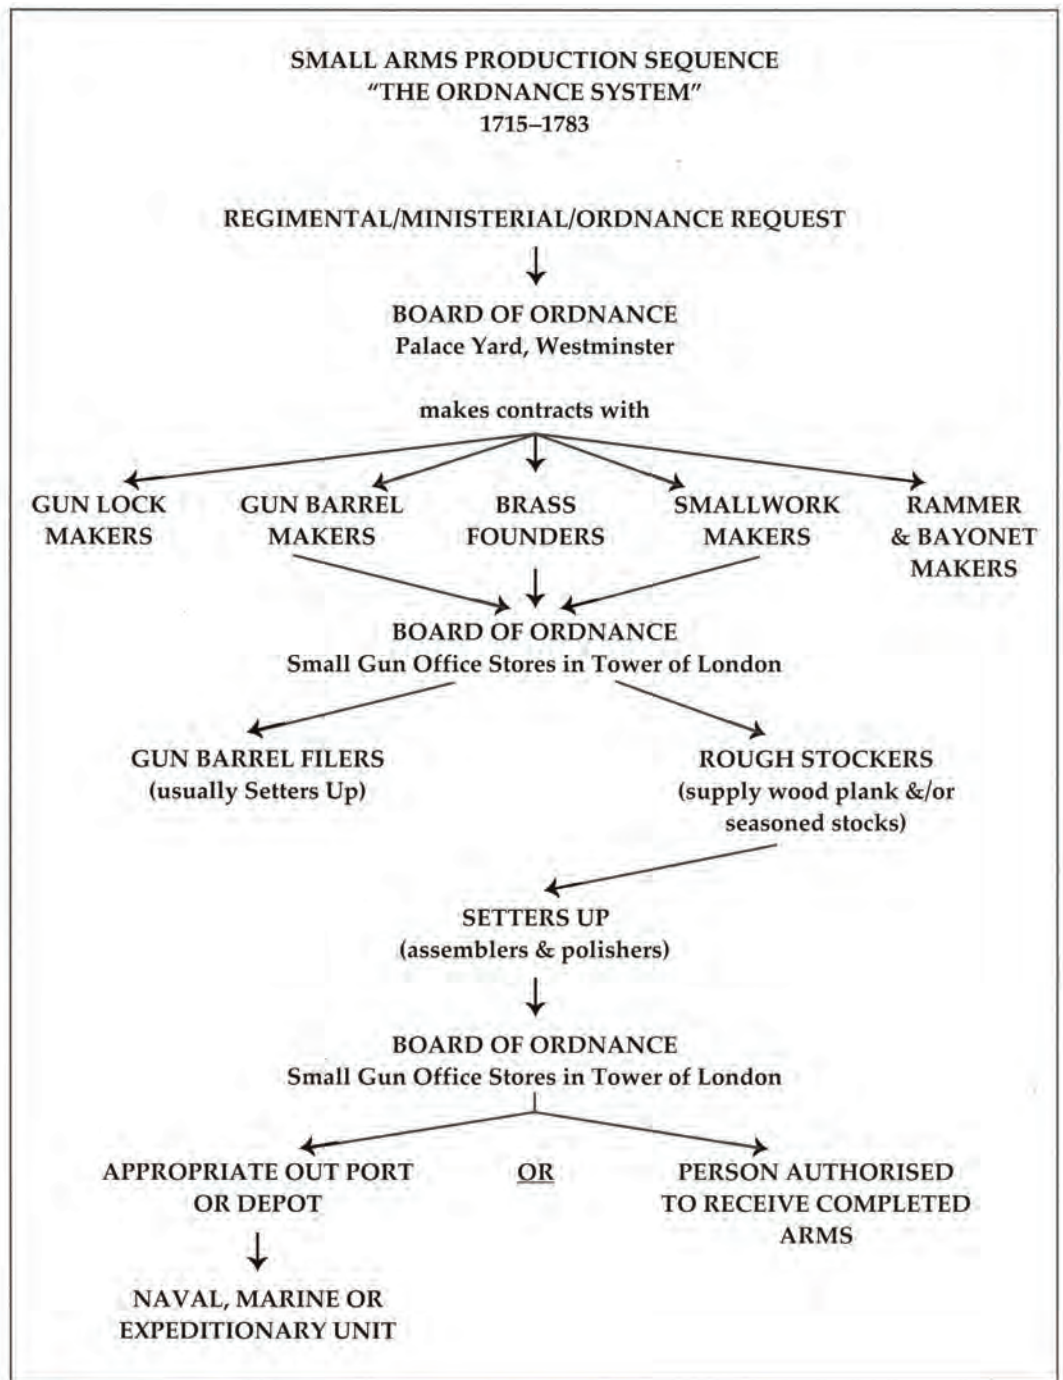 SMALL ARMS PRODUCTION SEQUENCE
“THE ORDNANCE SYSTEM”
1715–1783
REGIMENTAL/MINISTERIAL/ORDNANCE REQUEST
BOARD OF ORDNANCE
Palace Yard, Westminster
makes contracts with
GUN LOCK
MAKERS
GUN BARREL
MAKERS
BRASS
FOUNDERS
SMALLWORK
MAKERS
RAMMER
& BAYONET
MAKERS
BOARD OF ORDNANCE
Small Gun Office Stores in Tower of London
GUN BARREL FILERS
(usually Setters Up)
ROUGH STOCKERS
(supply wood plank &/or
seasoned stocks)
SETTERS UP
(assemblers & polishers)
BOARD OF ORDNANCE
Small Gun Office Stores in Tower of London
APPROPRIATE OUT PORT
OR DEPOT
OR
PERSON AUTHORISED
TO RECEIVE COMPLETED
ARMS
NAVAL, MARINE OR
EXPEDITIONARY UNIT